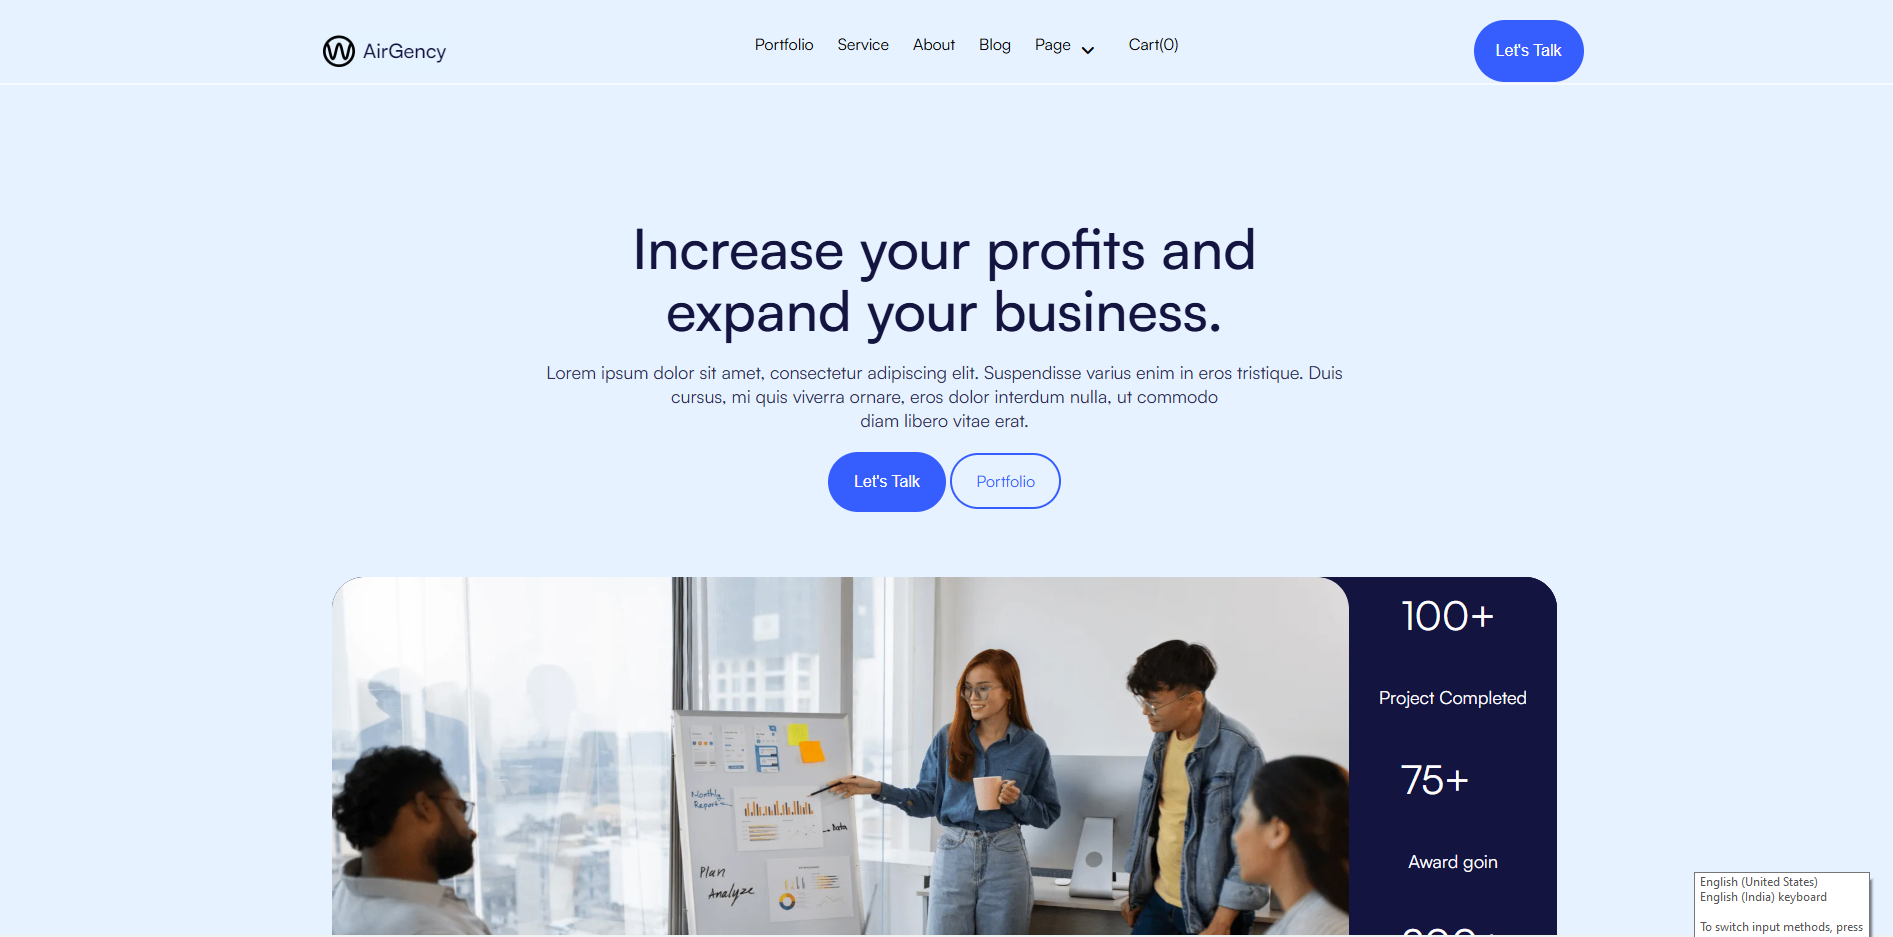 AirGency
Portfolio Service About Blog Page Cart(0)
Let's Talk
Increase your profits and
expand your business.
Lorem ipsum dolor sit amet, consectetur adipiscing elit. Suspendisse varius enim in eros tristique. Duis
cursus, mi quis viverra ornare, eros dolor interdum nulla, ut commodo
diam libero vitae erat.
Let's Talk Portfolio
Monthly
Report
Data
Plan
Analyze
100+
Project Completed
75+
Award goin
English (United States)
English (India) keyboard
To switch input methods, press